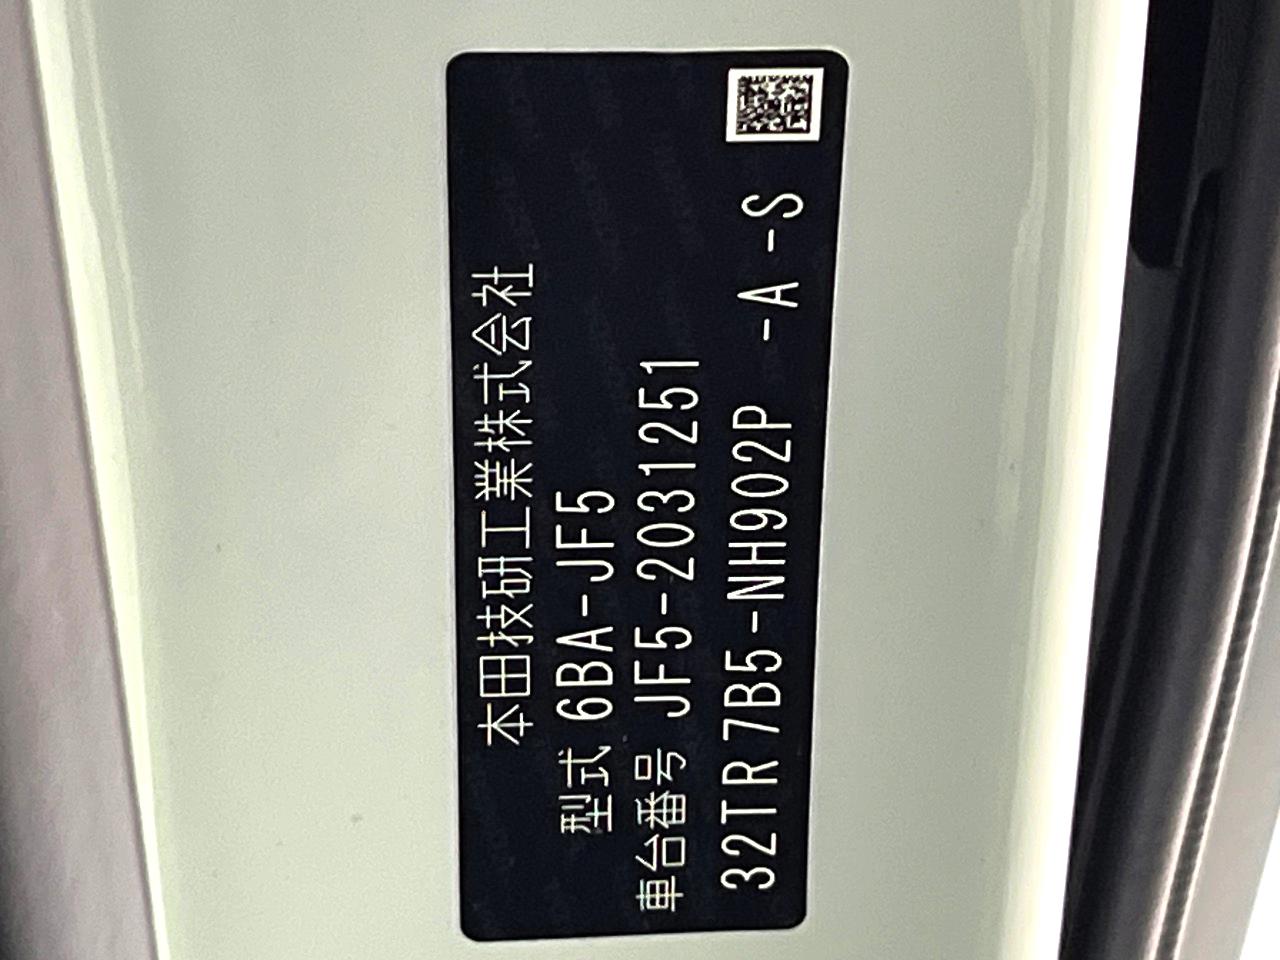 本田技研工業株式会社
型式 6BA-JF5
車台番号 JF5-2031251
32TR 7B5-NH902P -A -S